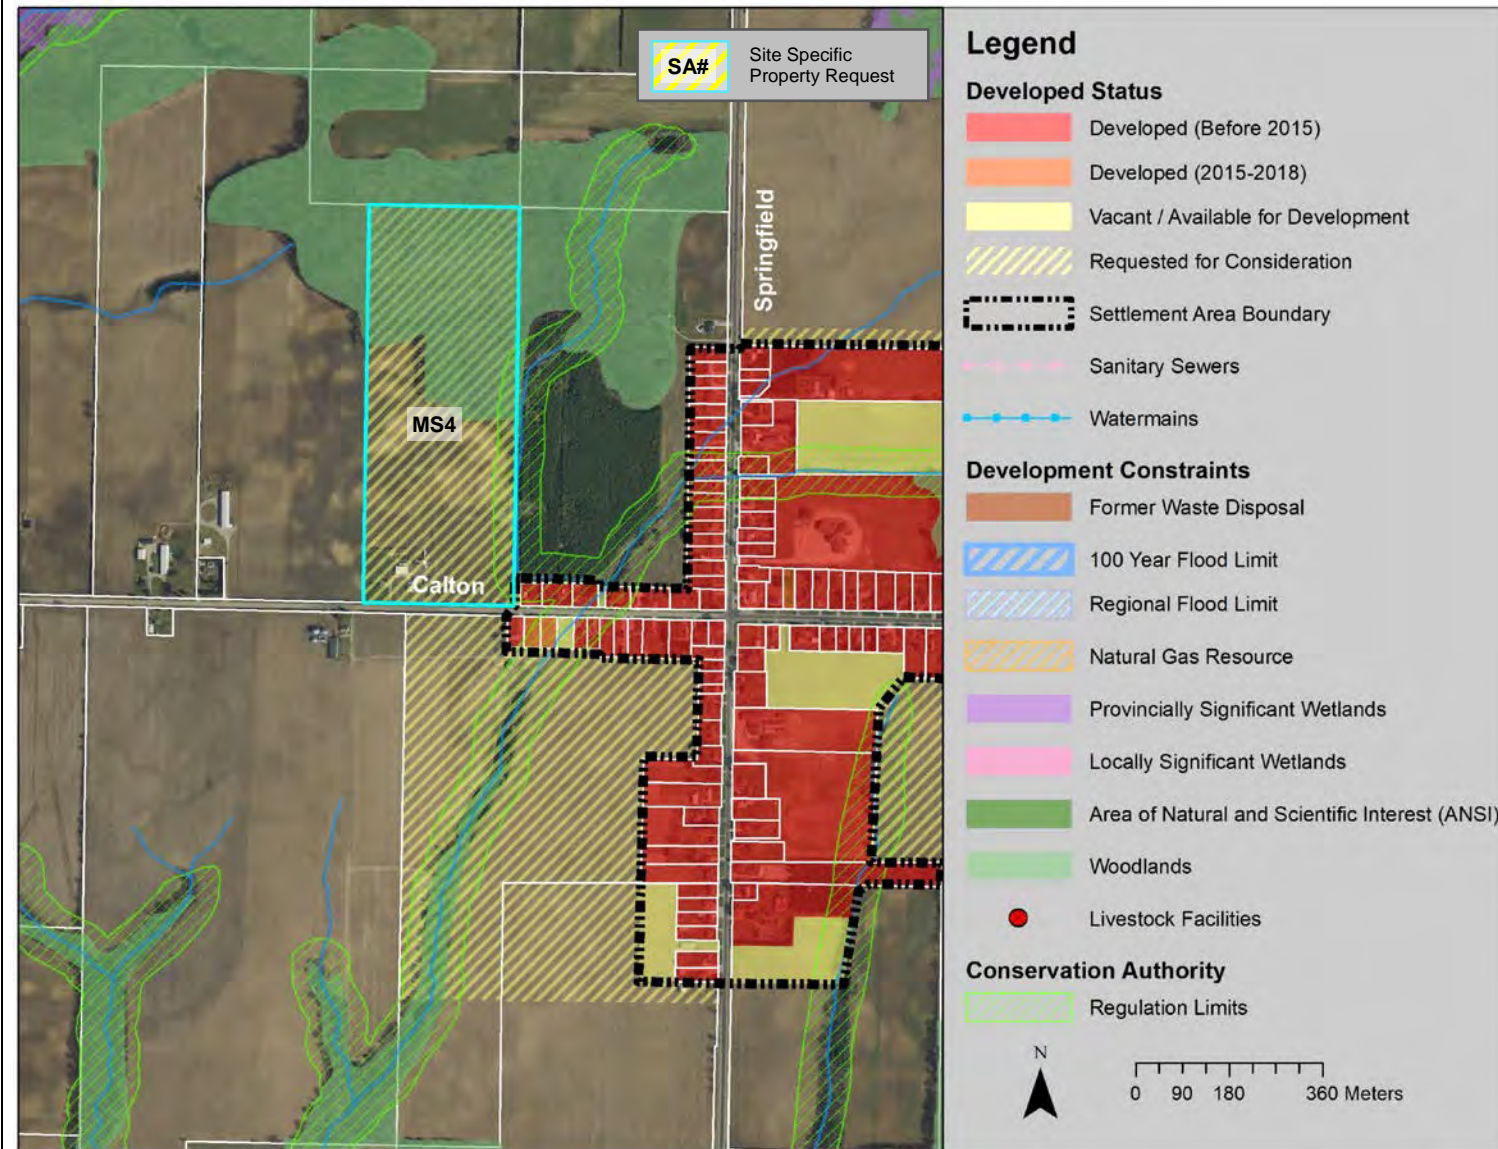 SA#
Site Specific
Property Request
Springfield
MS4
Calton
Legend
Developed Status
Developed (Before 2015)
Developed (2015-2018)
Vacant / Available for Development
Requested for Consideration
Settlement Area Boundary
Sanitary Sewers
Watermains
Development Constraints
Former Waste Disposal
100 Year Flood Limit
Regional Flood Limit
Natural Gas Resource
Provincially Significant Wetlands
Locally Significant Wetlands
Area of Natural and Scientific Interest (ANSI)
Woodlands
Livestock Facilities
Conservation Authority
Regulation Limits
N
0 90 180 360 Meters